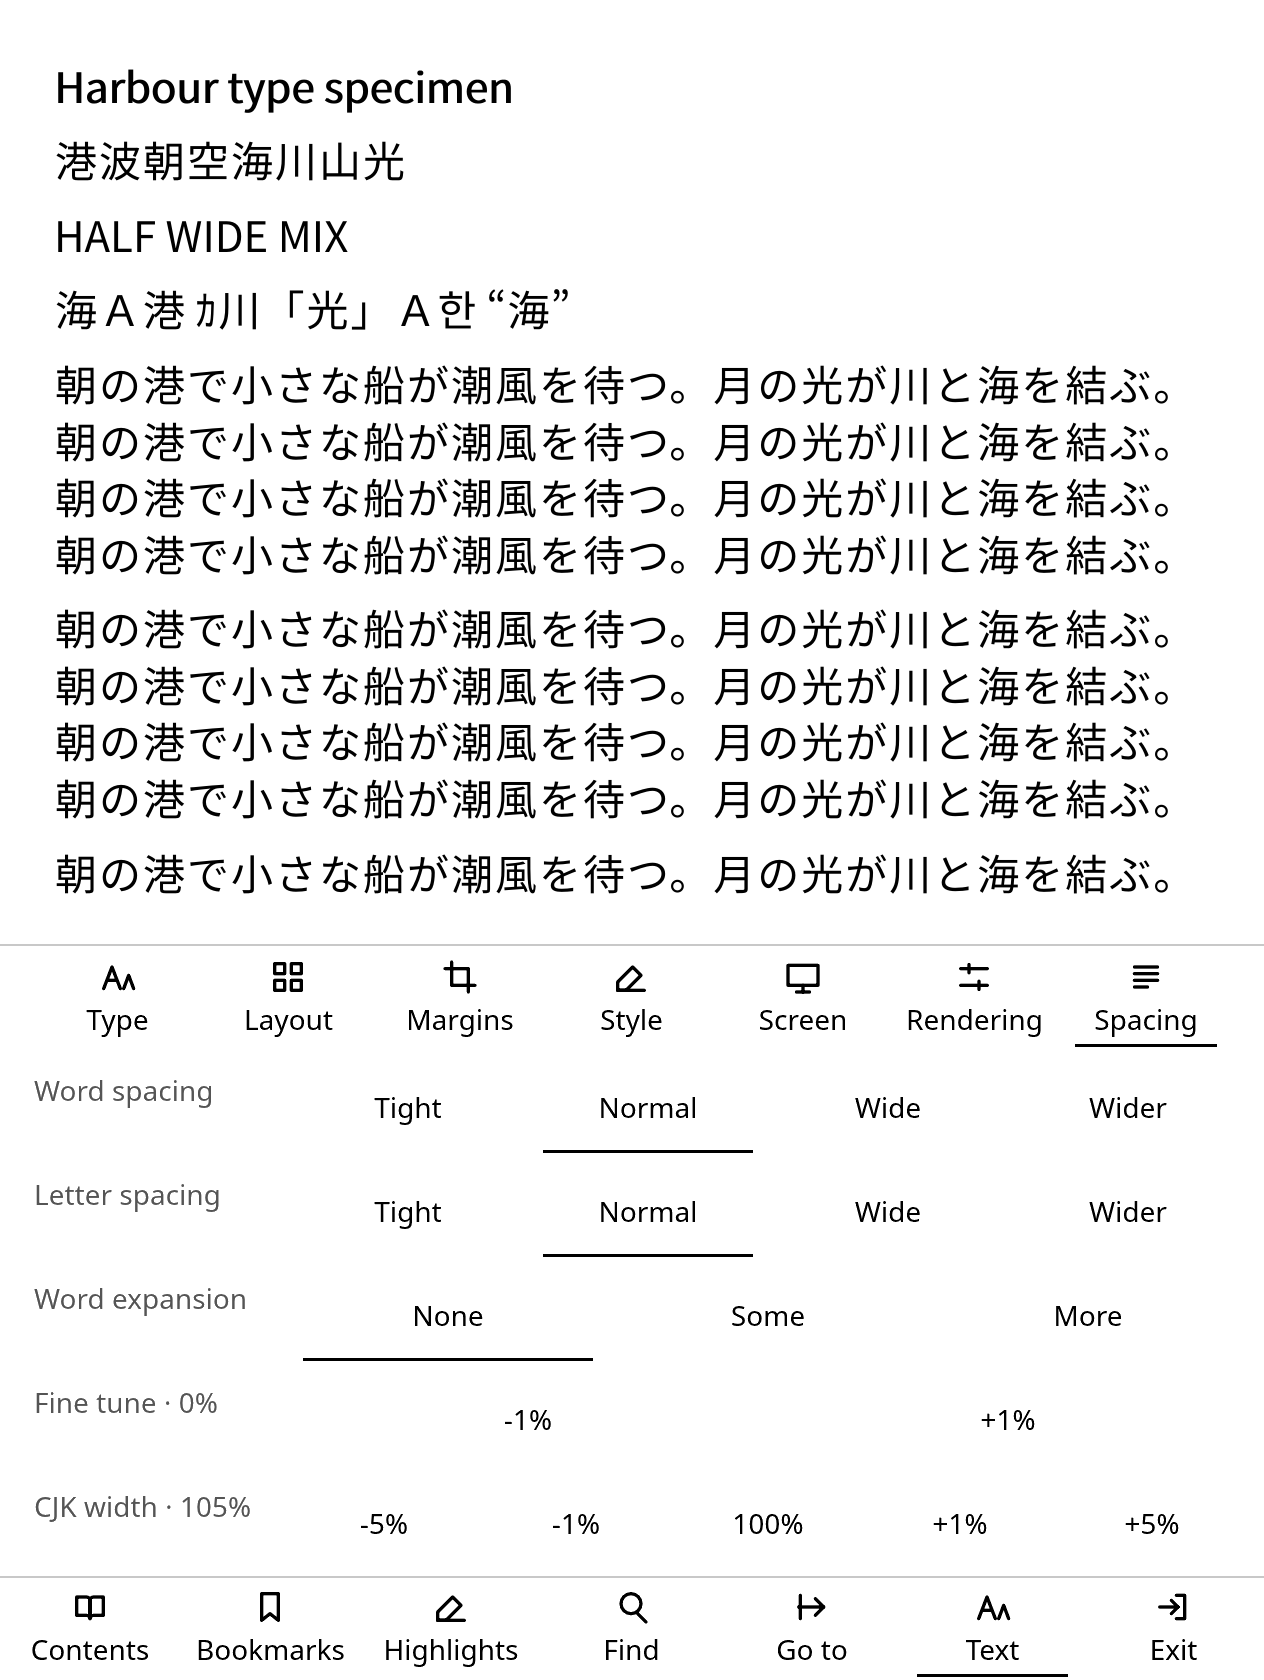 Harbour type specimen
港波朝空海川山光
HALF WIDE MIX
海Ａ港ｶ川「光」Ａ한“海”
朝の港で小さな船が潮風を待つ。月の光が川と海を結ぶ。
朝の港で小さな船が潮風を待つ。月の光が川と海を結ぶ。
朝の港で小さな船が潮風を待つ。月の光が川と海を結ぶ。
朝の港で小さな船が潮風を待つ。月の光が川と海を結ぶ。
朝の港で小さな船が潮風を待つ。月の光が川と海を結ぶ。
朝の港で小さな船が潮風を待つ。月の光が川と海を結ぶ。
朝の港で小さな船が潮風を待つ。月の光が川と海を結ぶ。
朝の港で小さな船が潮風を待つ。月の光が川と海を結ぶ。
朝の港で小さな船が潮風を待つ。月の光が川と海を結ぶ。
Type Layout Margins Style Screen Rendering Spacing
Word spacing Tight Normal Wide Wider
Letter spacing Tight Normal Wide Wider
Word expansion None Some More
Fine tune · 0% -1% +1%
CJK width · 105% -5% -1% 100% +1% +5%
Contents Bookmarks Highlights Find Go to Text Exit